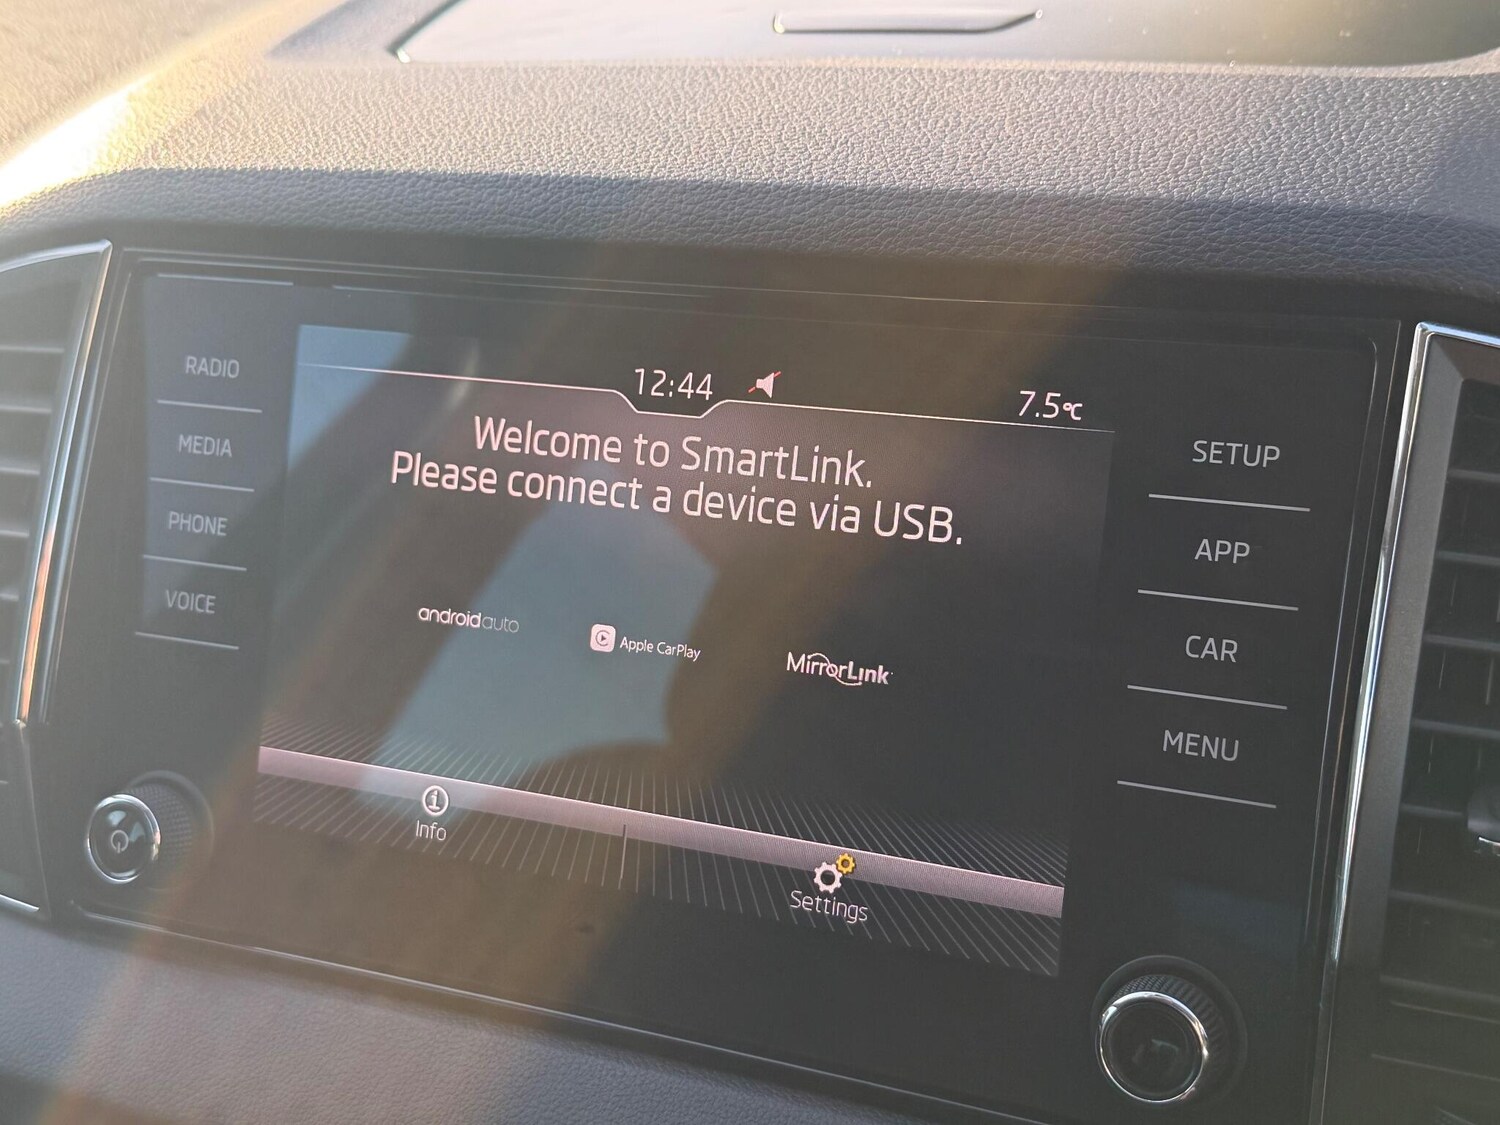 12:44
7.5°C
Welcome to SmartLink.
Please connect a device via USB.
androidauto
Apple CarPlay
MirrorLink
Info
Settings
RADIO
MEDIA
PHONE
VOICE
SETUP
APP
CAR
MENU